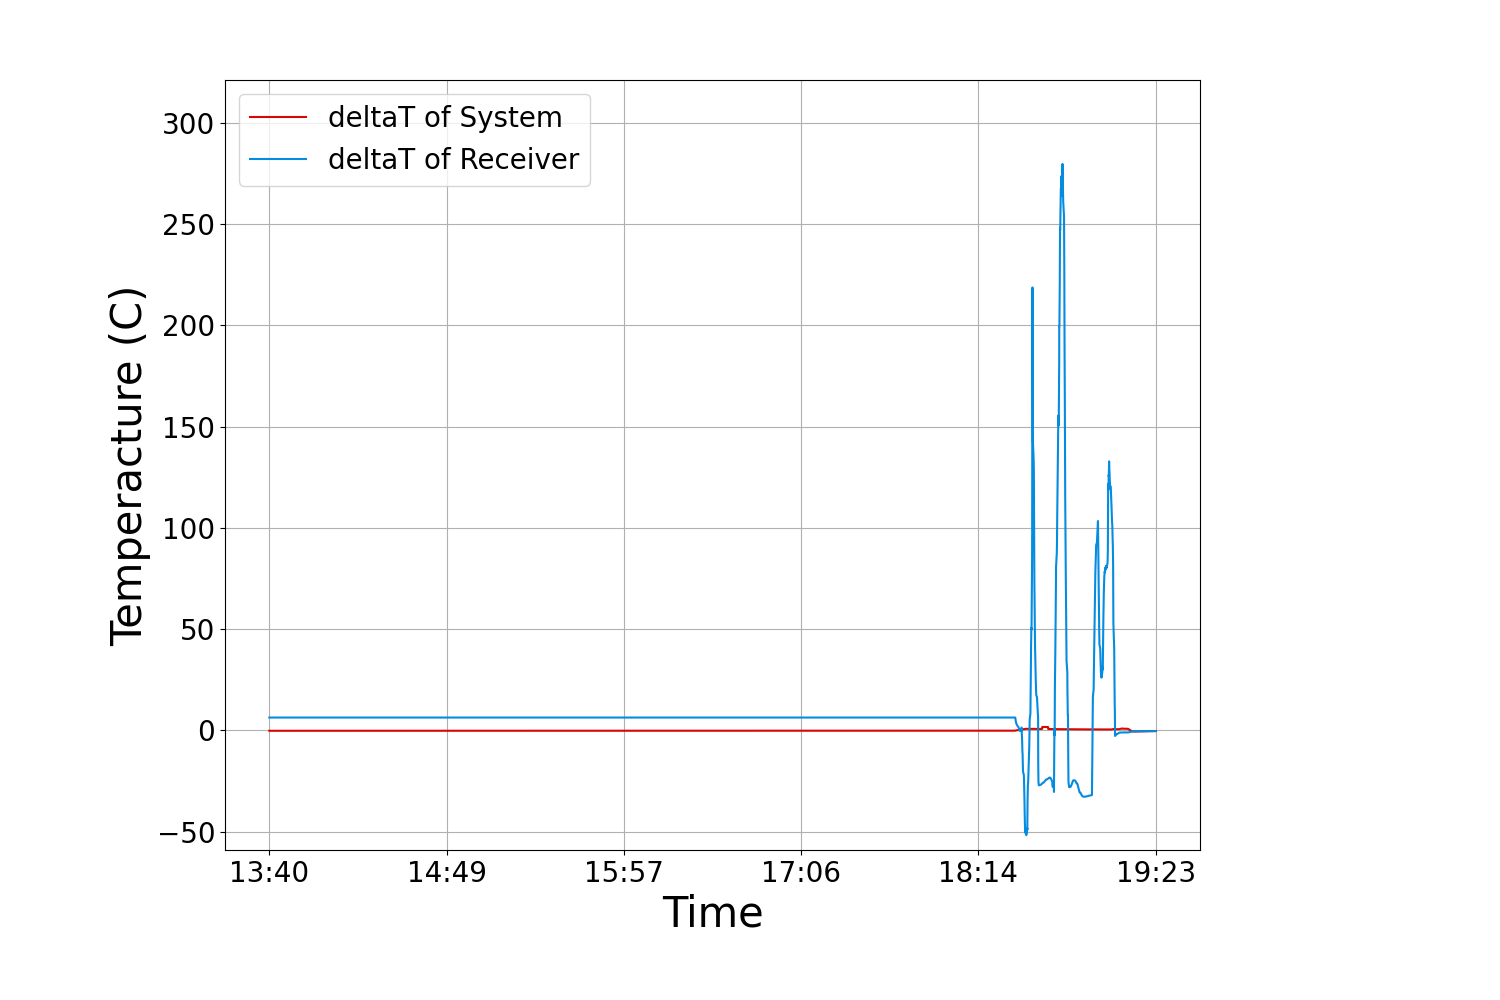 deltaT of System
deltaT of Receiver
Temperacture (C)
300
250
200
150
100
50
0
−50
13:40 14:49 15:57 17:06 18:14 19:23
Time